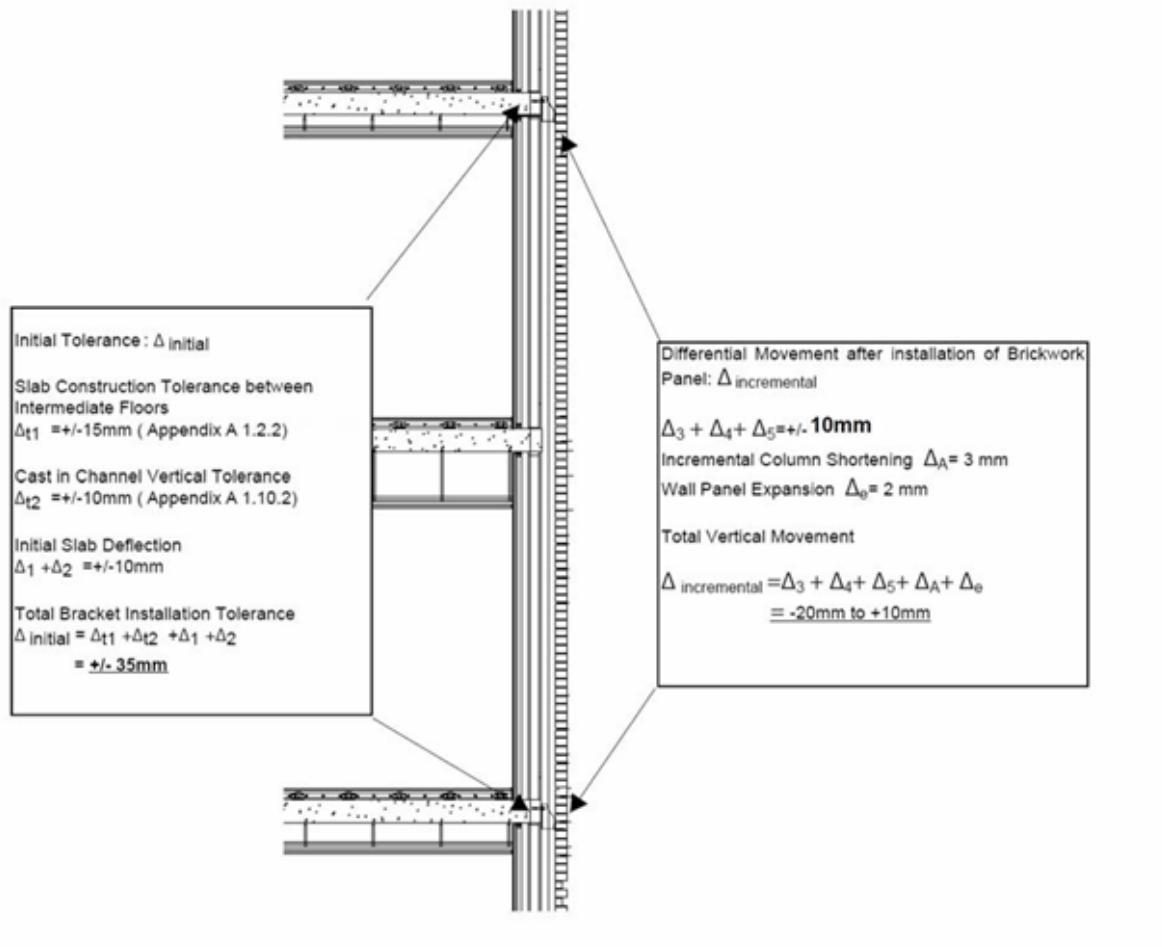 Initial Tolerance : Δ initial
Slab Construction Tolerance between
Intermediate Floors
Δt1 =+/-15mm ( Appendix A 1.2.2)
Cast in Channel Vertical Tolerance
Δt2 =+/-10mm ( Appendix A 1.10.2)
Initial Slab Deflection
Δ1 +Δ2 =+/-10mm
Total Bracket Installation Tolerance
Δ initial = Δt1 +Δt2 +Δ1 +Δ2
= +/- 35mm
Differential Movement after installation of Brickwork
Panel: Δ incremental
Δ3 + Δ4+ Δ5=+/- 10mm
Incremental Column Shortening ΔA= 3 mm
Wall Panel Expansion Δe= 2 mm
Total Vertical Movement
Δ incremental =Δ3 + Δ4+ Δ5+ ΔA+ Δe
= -20mm to +10mm